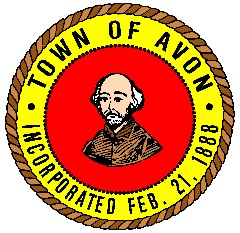 TOWN OF AVON
INCORPORATED FEB. 21, 1888